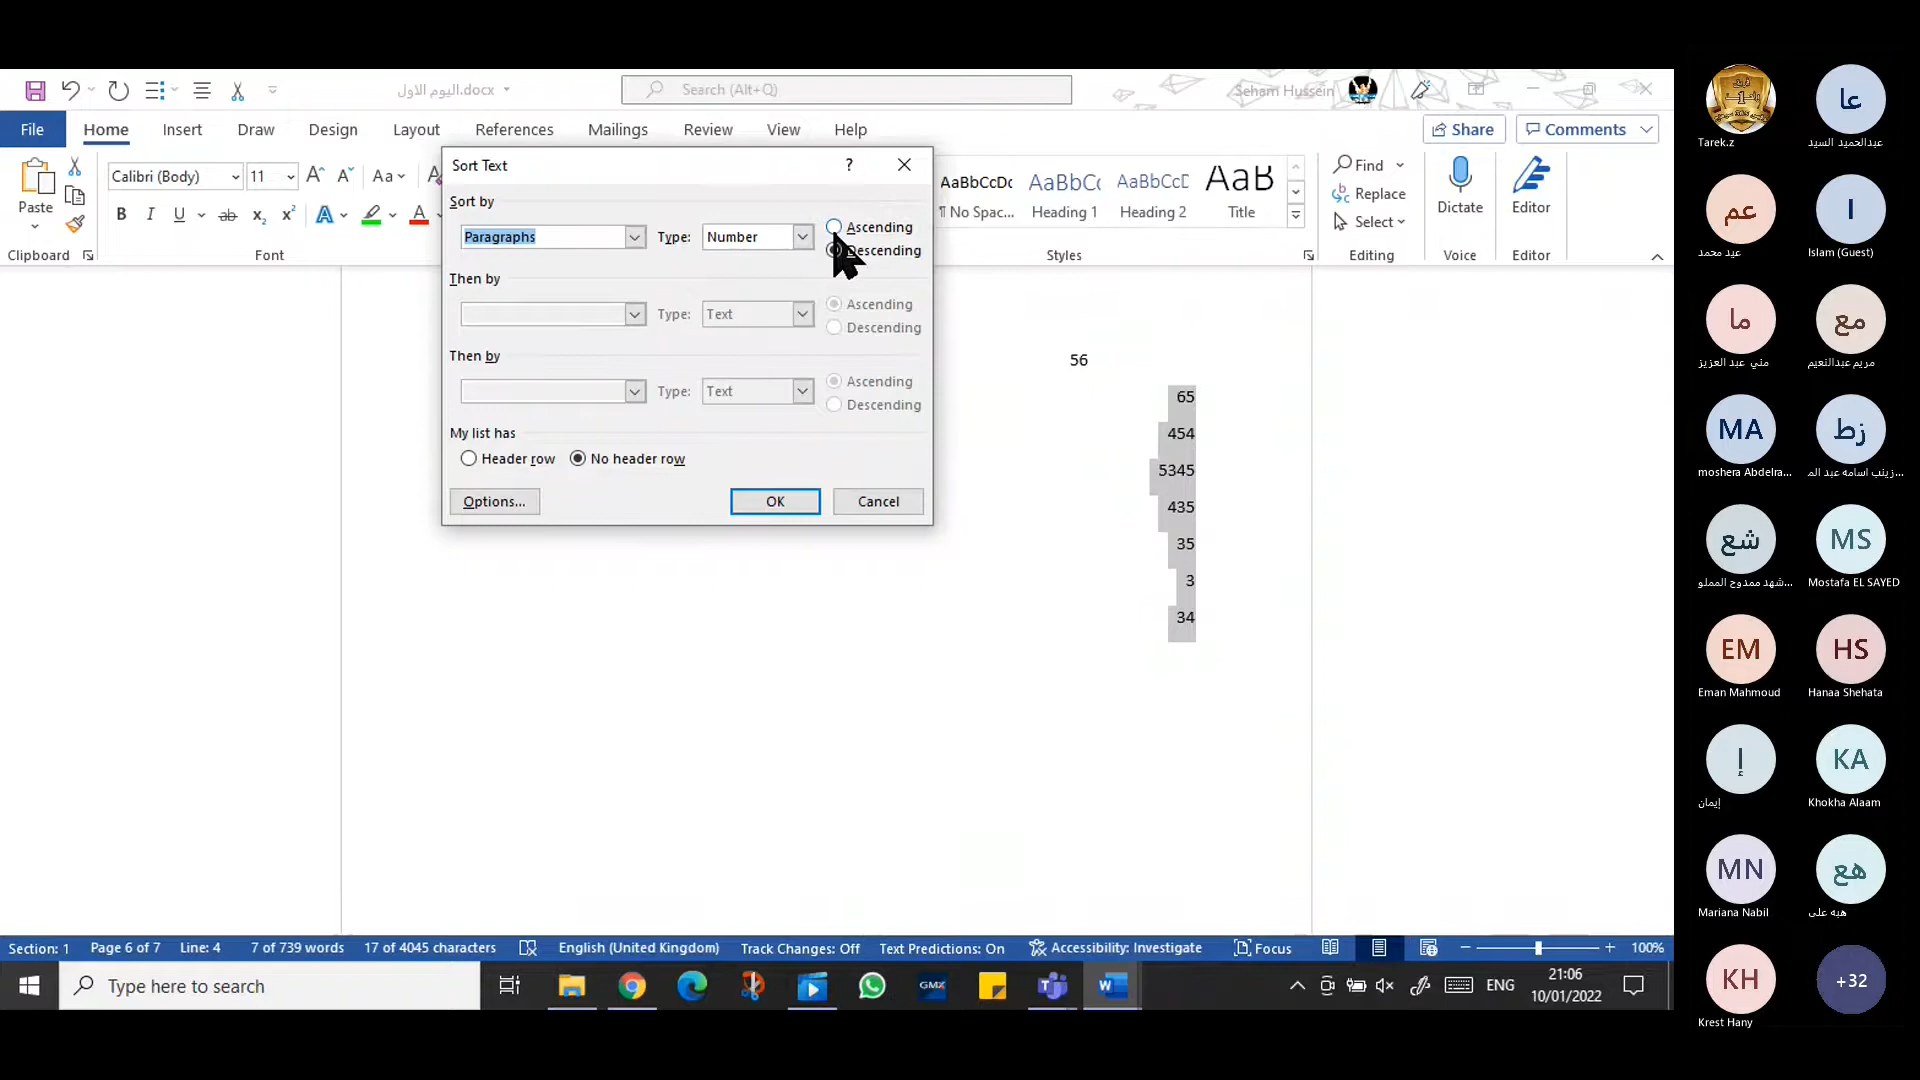 اليوم الاول.docx
Search (Alt+Q)
Seham Hussein
File Home Insert Draw Design Layout References Mailings Review View Help
Share
Comments
Paste
Clipboard
Calibri (Body)
11
Aa
Font
AaBbCcDc
¶ No Spac...
AaBbCc
Heading 1
AaBbCcD
Heading 2
AaB
Title
Styles
Find
Replace
Select
Editing
Dictate
Voice
Editor
Editor
Sort Text
Sort by
Paragraphs
Type: Number
Ascending
Descending
Then by
Type: Text
Ascending
Descending
Then by
Type: Text
Ascending
Descending
My list has
Header row No header row
Options...
OK
Cancel
56
65
454
5345
435
35
3
34
Section: 1 Page 6 of 7 Line: 4 7 of 739 words 17 of 4045 characters English (United Kingdom) Track Changes: Off Text Predictions: On Accessibility: Investigate Focus 100%
Type here to search
GMX
ENG
21:06
10/01/2022
Tarek.z
عا
عبدالحميد السيد
عم
عيد محمد
I
Islam (Guest)
ما
مني عبد العزيز
مع
مريم عبدالنعيم
MA
moshera Abdelra...
زط
زينب اسامه عبد الم...
شع
شهد ممدوح المملو...
MS
Mostafa EL SAYED
EM
Eman Mahmoud
HS
Hanaa Shehata
إ
إيمان
KA
Khokha Alaam
MN
Mariana Nabil
هع
هبه على
KH
Krest Hany
+32